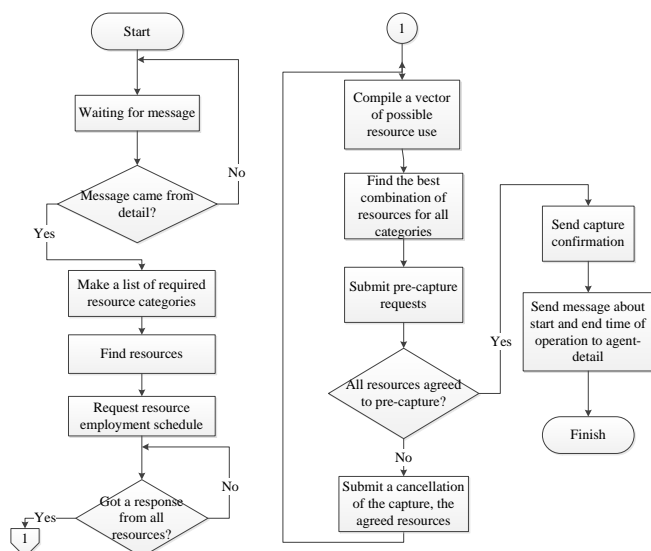 Start
Waiting for message
No
Message came from
detail?
Yes
Make a list of required
resource categories
Find resources
Request resource
employment schedule
No
Got a response
from all
resources?
Yes
1
1
Compile a vector
of possible
resource use
Find the best
combination of
resources for all
categories
Submit pre-capture
requests
All resources agreed
to pre-capture?
No
Submit a cancellation
of the capture, the
agreed resources
Yes
Send capture
confirmation
Send message about
start and end time of
operation to agent-
detail
Finish